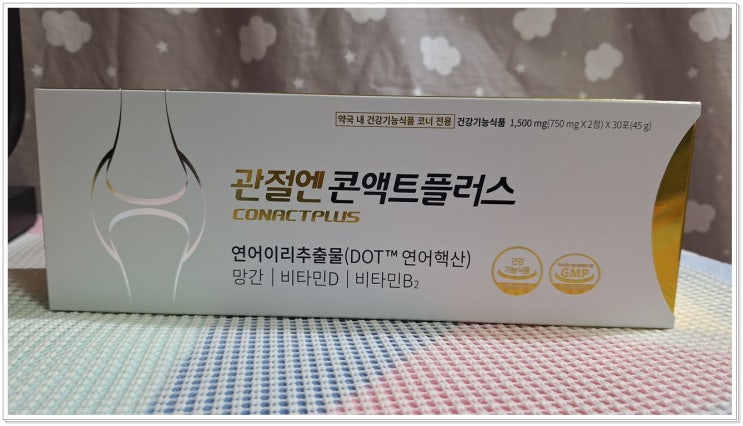 약국 내 건강기능식품 코너 전용 건강기능식품 1,500 mg(750 mg X 2정) X 30포(45 g)
관절엔 콘액트플러스
CONACTPLUS
연어이리추출물(DOT™ 연어핵산)
망간 | 비타민D | 비타민B₂
건강
기능식품
GMP